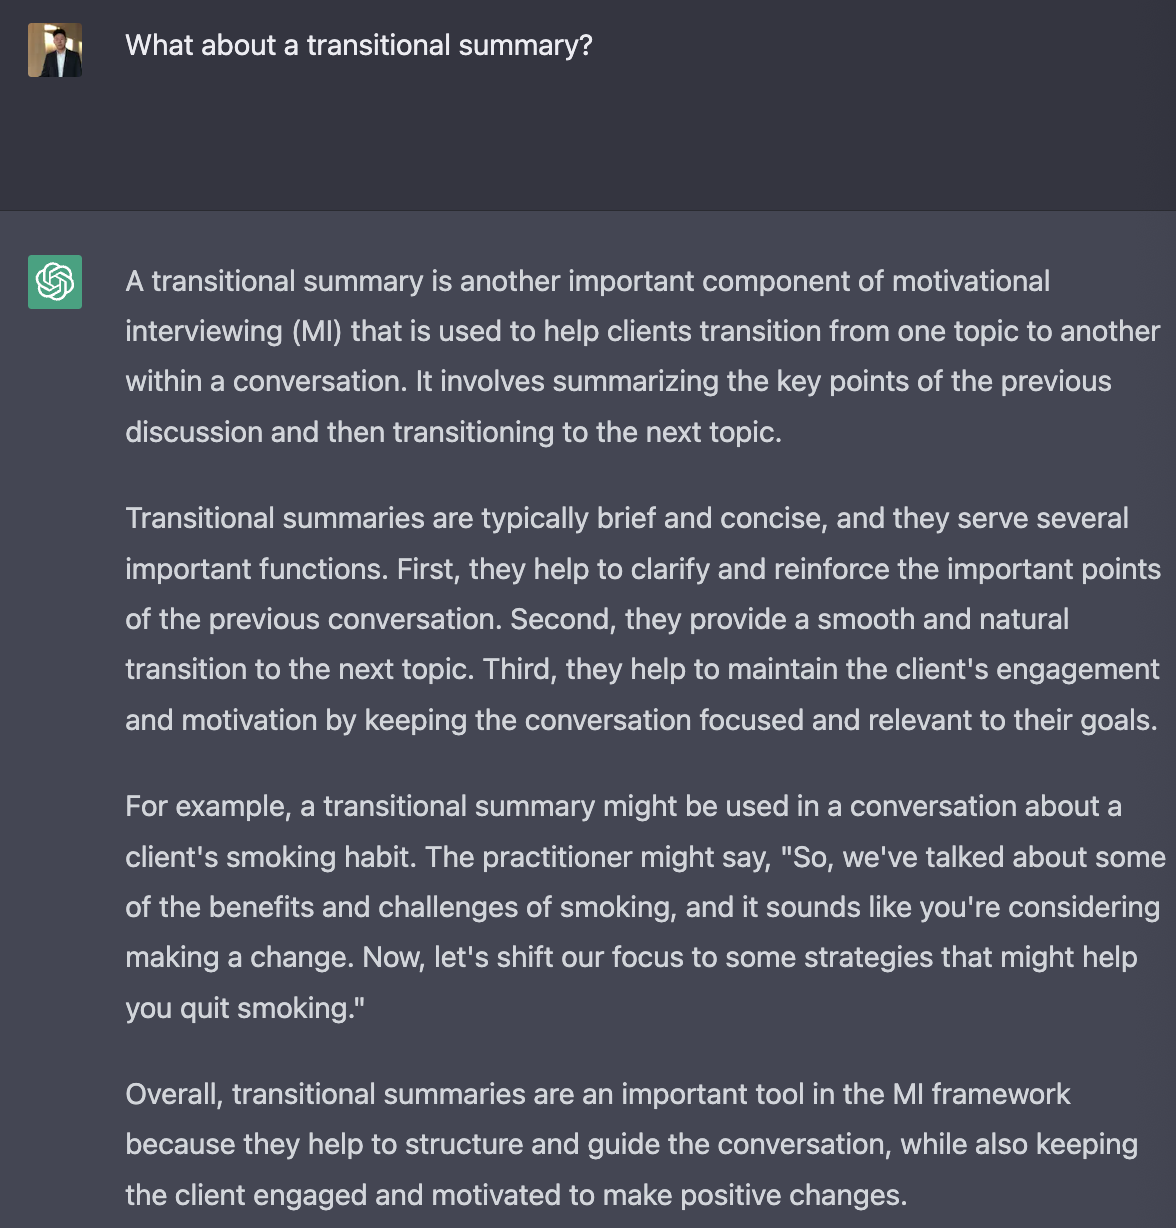 What about a transitional summary?
A transitional summary is another important component of motivational
interviewing (MI) that is used to help clients transition from one topic to another
within a conversation. It involves summarizing the key points of the previous
discussion and then transitioning to the next topic.
Transitional summaries are typically brief and concise, and they serve several
important functions. First, they help to clarify and reinforce the important points
of the previous conversation. Second, they provide a smooth and natural
transition to the next topic. Third, they help to maintain the client's engagement
and motivation by keeping the conversation focused and relevant to their goals.
For example, a transitional summary might be used in a conversation about a
client's smoking habit. The practitioner might say, "So, we've talked about some
of the benefits and challenges of smoking, and it sounds like you're considering
making a change. Now, let's shift our focus to some strategies that might help
you quit smoking."
Overall, transitional summaries are an important tool in the MI framework
because they help to structure and guide the conversation, while also keeping
the client engaged and motivated to make positive changes.